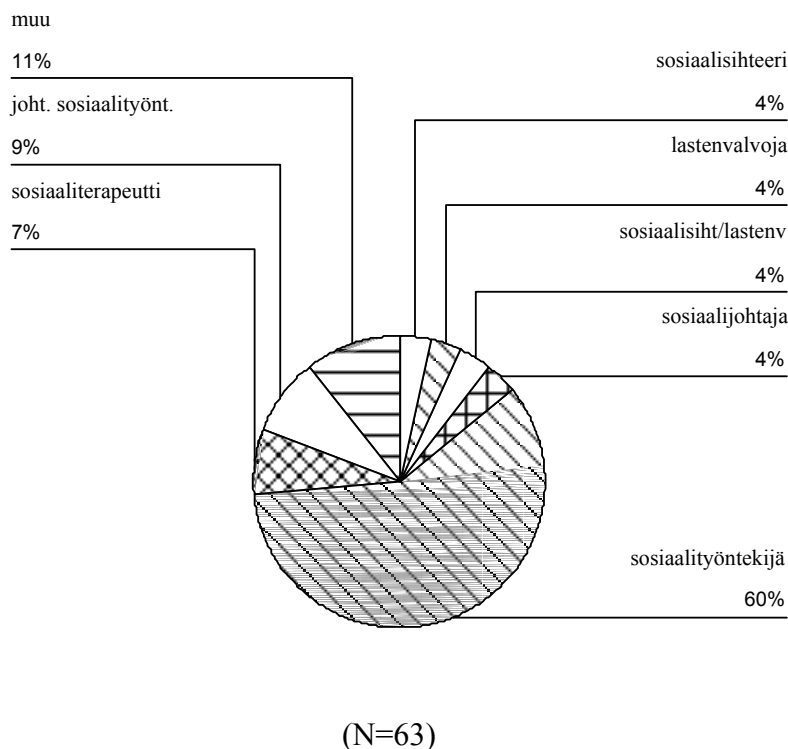 muu
11%
joht. sosiaalityönt.
9%
sosiaaliterapeutti
7%
sosiaalisihteeri
4%
lastenvalvoja
4%
sosiaalisiht/lastenv
4%
sosiaalijohtaja
4%
sosiaalityöntekijä
60%
(N=63)